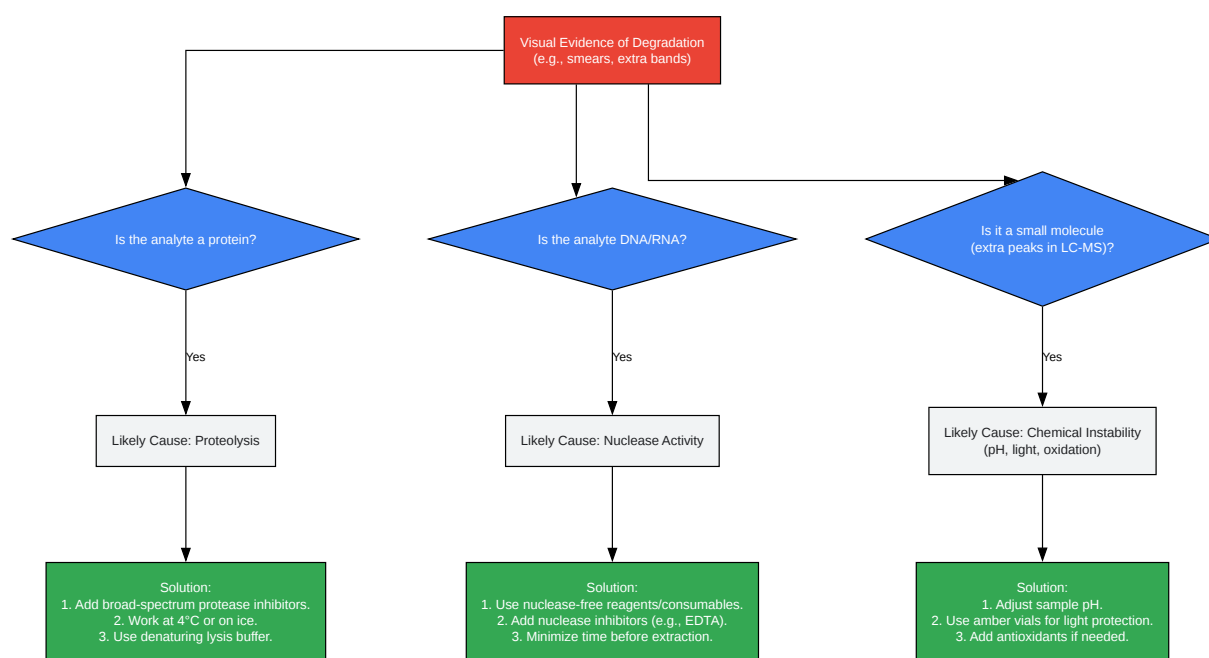 Visual Evidence of Degradation
(e.g., smears, extra bands)
Is the analyte a protein?
Is the analyte DNA/RNA?
Is it a small molecule
(extra peaks in LC-MS)?
Yes
Yes
Yes
Likely Cause: Proteolysis
Likely Cause: Nuclease Activity
Likely Cause: Chemical Instability
(pH, light, oxidation)
Solution:
1. Add broad-spectrum protease inhibitors.
2. Work at 4°C or on ice.
3. Use denaturing lysis buffer.
Solution:
1. Use nuclease-free reagents/consumables.
2. Add nuclease inhibitors (e.g., EDTA).
3. Minimize time before extraction.
Solution:
1. Adjust sample pH.
2. Use amber vials for light protection.
3. Add antioxidants if needed.